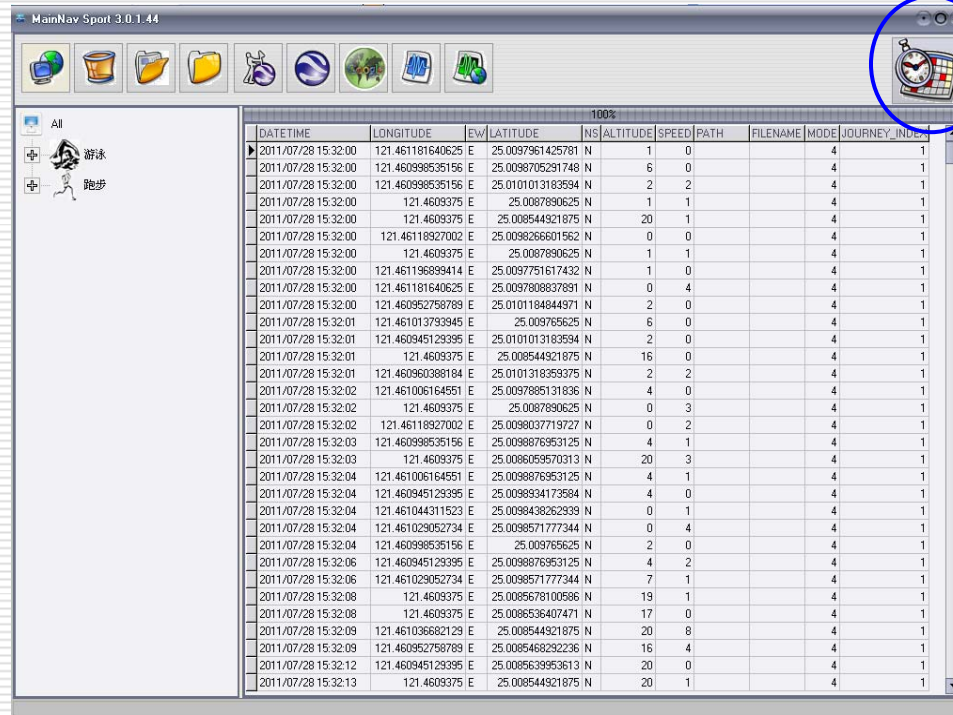 MainNav Sport 3.0.1.44
100%
All
游泳
跑步
DATETIME LONGITUDE EW LATITUDE NS ALTITUDE SPEED PATH FILENAME MODE JOURNEY_INDEX
2011/07/28 15:32:00 121.461181640625 E 25.0097961425781 N 1 0 4 1
2011/07/28 15:32:00 121.460998535156 E 25.0098705291748 N 6 0 4 1
2011/07/28 15:32:00 121.460998535156 E 25.0101013183594 N 2 2 4 1
2011/07/28 15:32:00 121.4609375 E 25.0087890625 N 1 1 4 1
2011/07/28 15:32:00 121.4609375 E 25.008544921875 N 20 1 4 1
2011/07/28 15:32:00 121.46118927002 E 25.0098266601562 N 0 0 4 1
2011/07/28 15:32:00 121.4609375 E 25.0087890625 N 1 1 4 1
2011/07/28 15:32:00 121.461196899414 E 25.0097751617432 N 1 0 4 1
2011/07/28 15:32:00 121.461181640625 E 25.0097808837891 N 0 4 4 1
2011/07/28 15:32:00 121.460952758789 E 25.0101184844971 N 2 0 4 1
2011/07/28 15:32:01 121.461013793945 E 25.009765625 N 6 0 4 1
2011/07/28 15:32:01 121.460945129395 E 25.0101013183594 N 2 0 4 1
2011/07/28 15:32:01 121.4609375 E 25.008544921875 N 16 0 4 1
2011/07/28 15:32:01 121.460960388184 E 25.0101318359375 N 2 2 4 1
2011/07/28 15:32:02 121.461006164551 E 25.0097885131836 N 4 0 4 1
2011/07/28 15:32:02 121.4609375 E 25.0087890625 N 0 3 4 1
2011/07/28 15:32:02 121.46118927002 E 25.0098037719727 N 0 2 4 1
2011/07/28 15:32:03 121.460998535156 E 25.0098876953125 N 4 1 4 1
2011/07/28 15:32:03 121.4609375 E 25.0086059570313 N 20 3 4 1
2011/07/28 15:32:04 121.461006164551 E 25.0098876953125 N 4 1 4 1
2011/07/28 15:32:04 121.460945129395 E 25.0098934173584 N 4 0 4 1
2011/07/28 15:32:04 121.461044311523 E 25.0098438262939 N 0 1 4 1
2011/07/28 15:32:04 121.461029052734 E 25.0098571777344 N 0 4 4 1
2011/07/28 15:32:04 121.460998535156 E 25.009765625 N 2 0 4 1
2011/07/28 15:32:06 121.460945129395 E 25.0098876953125 N 4 2 4 1
2011/07/28 15:32:06 121.461029052734 E 25.0098571777344 N 7 1 4 1
2011/07/28 15:32:08 121.4609375 E 25.0085678100586 N 19 1 4 1
2011/07/28 15:32:08 121.4609375 E 25.0086536407471 N 17 0 4 1
2011/07/28 15:32:09 121.461036682129 E 25.008544921875 N 20 8 4 1
2011/07/28 15:32:09 121.460952758789 E 25.0085468292236 N 16 4 4 1
2011/07/28 15:32:12 121.460945129395 E 25.0085639953613 N 20 0 4 1
2011/07/28 15:32:13 121.4609375 E 25.008544921875 N 20 1 4 1